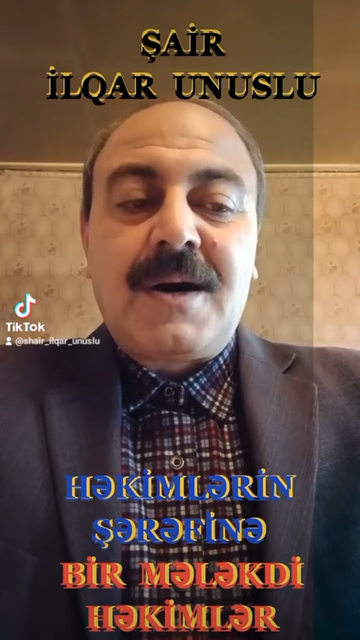 ŞAİR
İLQAR UNUSLU
TikTok
@shair_ilqar_unuslu
HƏKİMLƏRİN
ŞƏRƏFİNƏ
BİR MƏLƏKDİ
HƏKİMLƏR